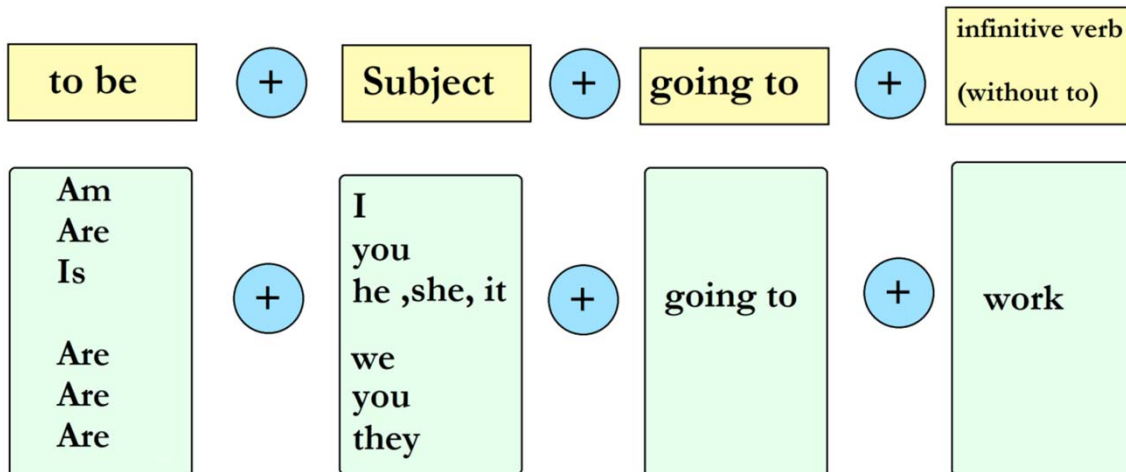 to be + Subject + going to + infinitive verb
(without to)
Am
Are
Is
Are
Are
Are
+
I
you
he ,she, it
we
you
they
+
going to
+
work